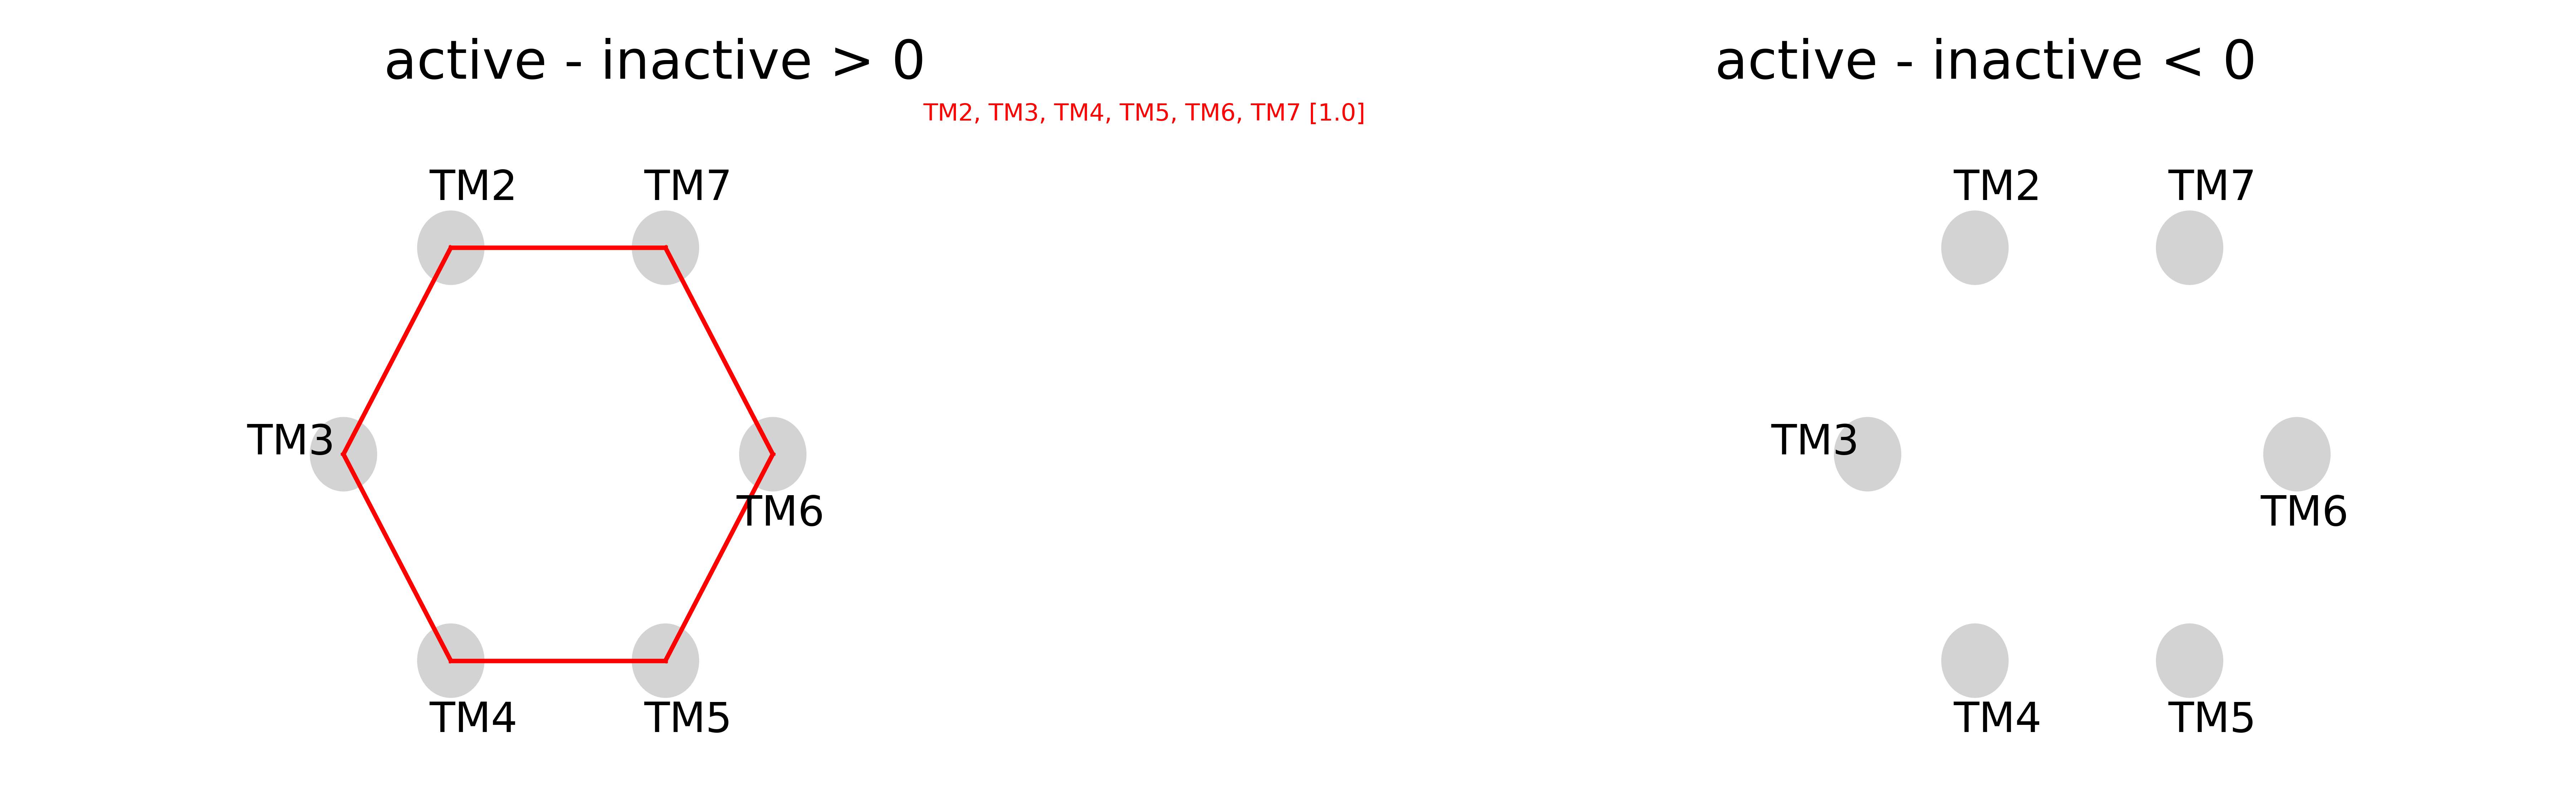 active - inactive > 0
active - inactive < 0
TM2, TM3, TM4, TM5, TM6, TM7 [1.0]
TM2
TM7
TM3
TM6
TM4
TM5
TM2
TM7
TM3
TM6
TM4
TM5